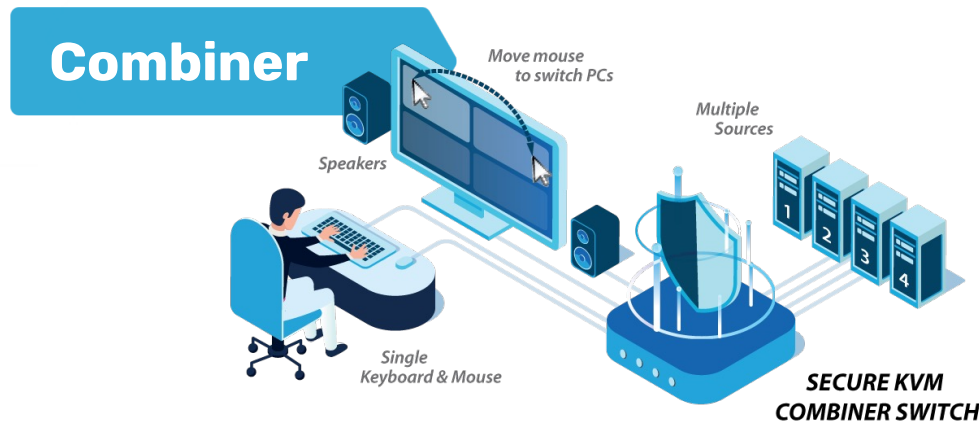 Combiner
Move mouse
to switch PCs
Multiple
Sources
Speakers
1
2
3
4
Single
Keyboard & Mouse
SECURE KVM
COMBINER SWITCH